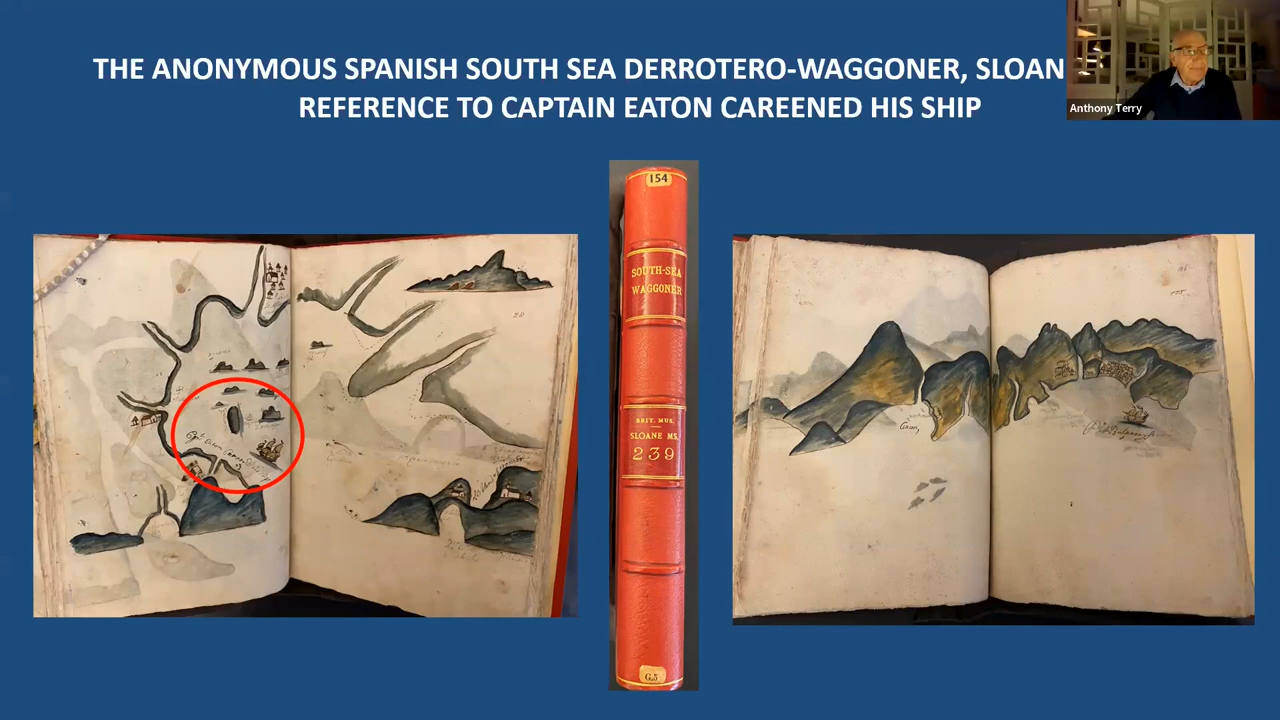 THE ANONYMOUS SPANISH SOUTH SEA DERROTERO-WAGGONER, SLOAN
REFERENCE TO CAPTAIN EATON CAREENED HIS SHIP
Anthony Terry
154
SOUTH-SEA
WAGGONER
BRIT. MUS.
SLOANE MS.
239
G.5